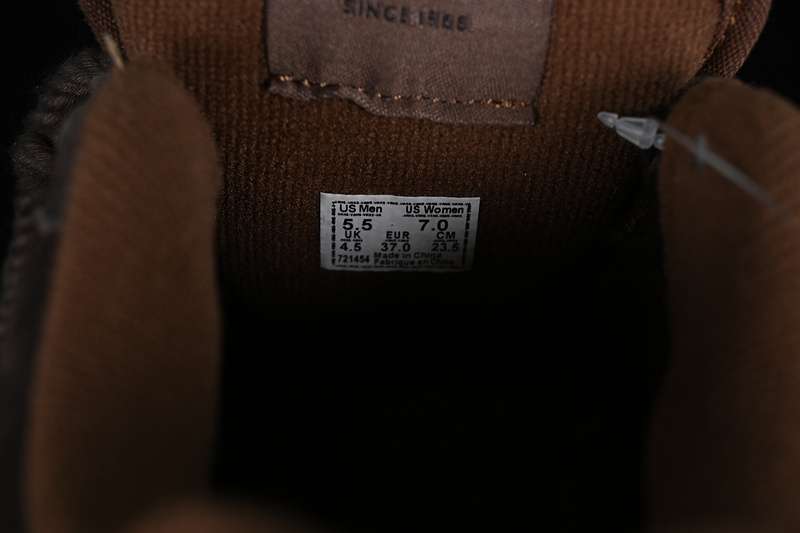 SINCE 1966
US Men US Women
5.5 7.0
UK EUR CM
4.5 37.0 23.5
721454 Made in China
Fabrique en Chine